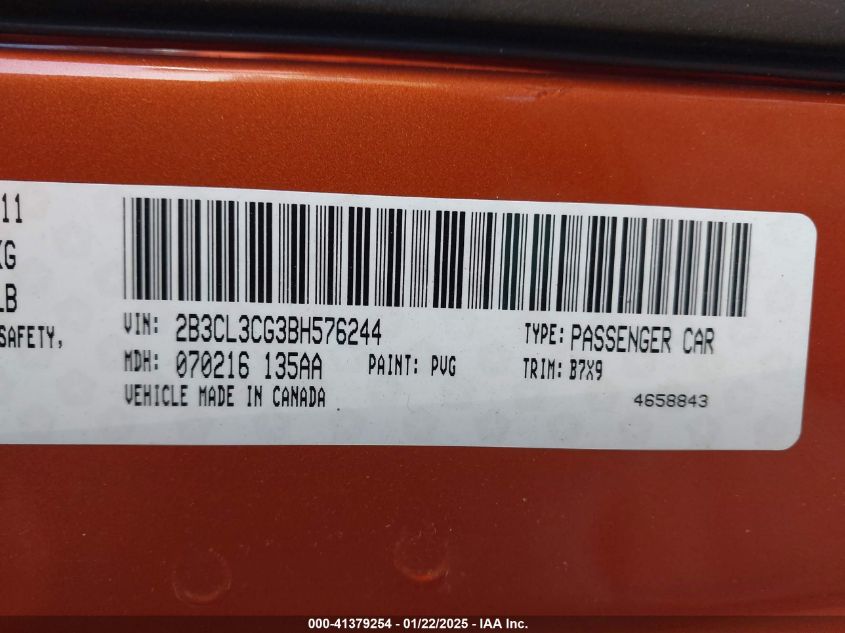 11
KG
LB
SAFETY,
VIN: 2B3CL3CG3BH576244 TYPE: PASSENGER CAR
MDH: 070216 135AA PAINT: PVG TRIM: B7X9
VEHICLE MADE IN CANADA 4658843
000-41379254 - 01/22/2025 - IAA Inc.